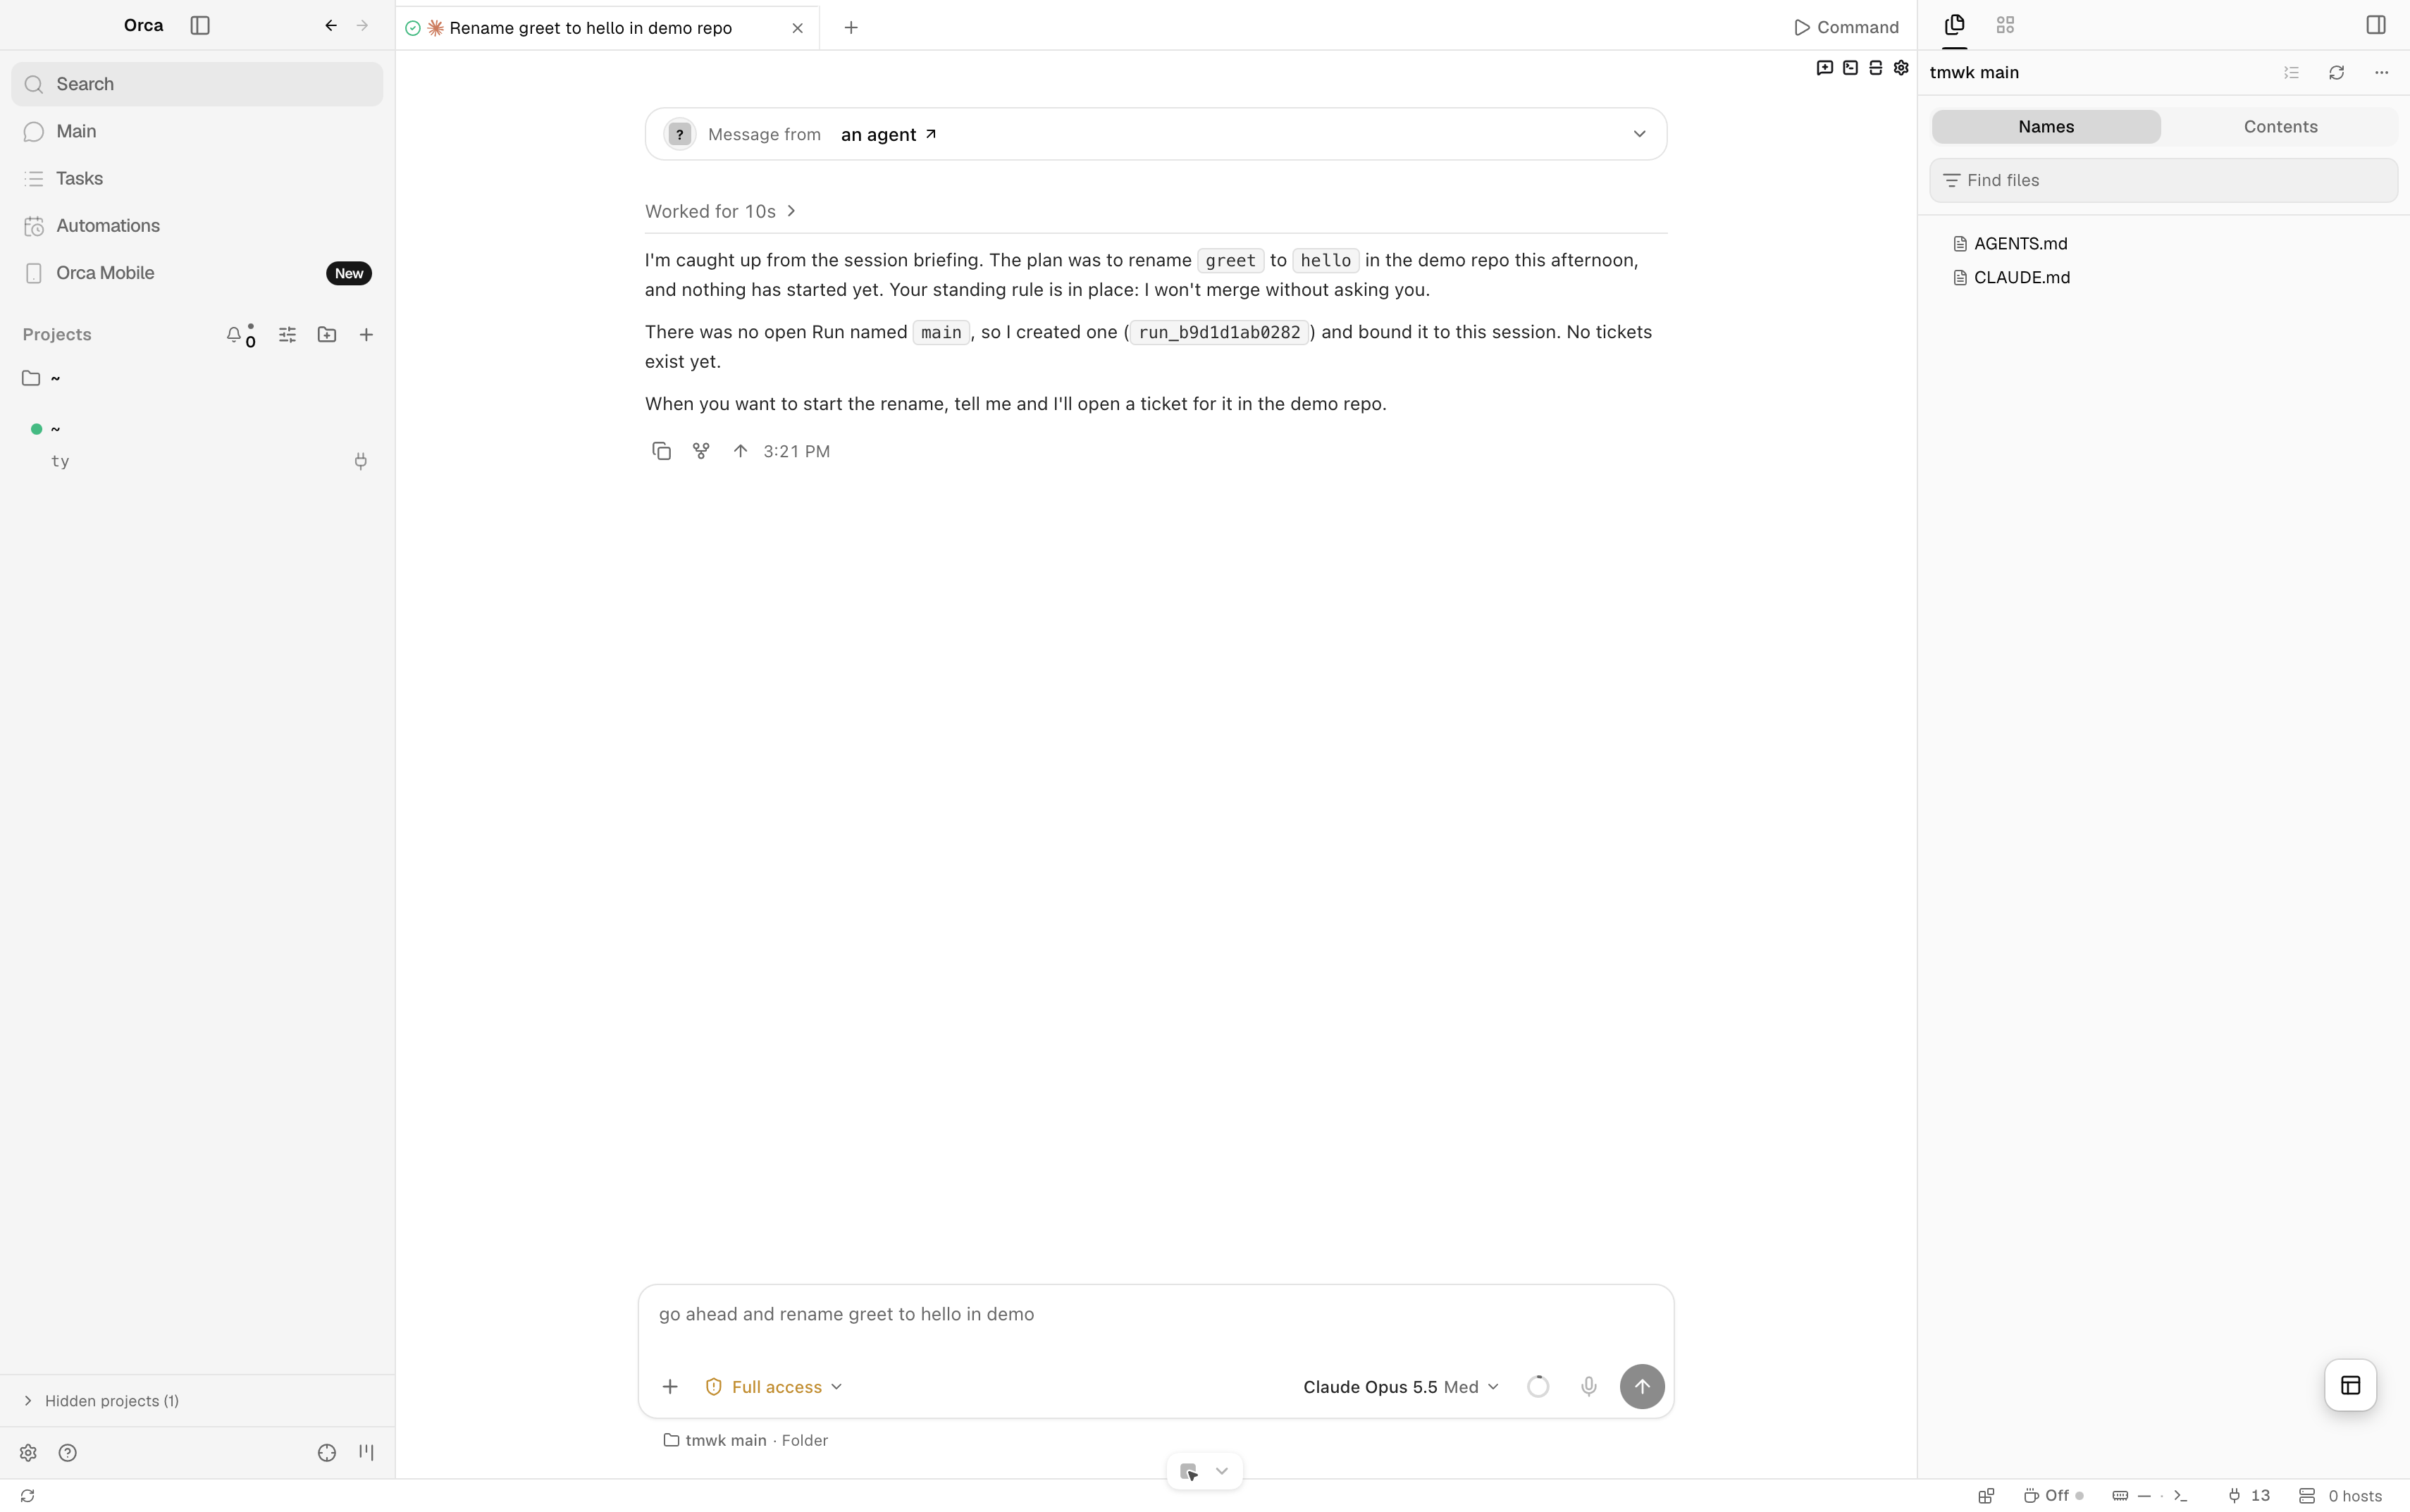 Orca
Search
Main
Tasks
Automations
Orca Mobile
New
Projects
0
~
~
ty
Hidden projects (1)
Rename greet to hello in demo repo
Command
? Message from an agent
Worked for 10s
I'm caught up from the session briefing. The plan was to rename greet to hello in the demo repo this afternoon,
and nothing has started yet. Your standing rule is in place: I won't merge without asking you.
There was no open Run named main, so I created one (run_b9d1d1ab0282) and bound it to this session. No tickets
exist yet.
When you want to start the rename, tell me and I'll open a ticket for it in the demo repo.
3:21 PM
go ahead and rename greet to hello in demo
Full access
Claude Opus 5.5 Med
tmwk main · Folder
tmwk main
Names
Contents
Find files
AGENTS.md
CLAUDE.md
Off
— ·
13
0 hosts